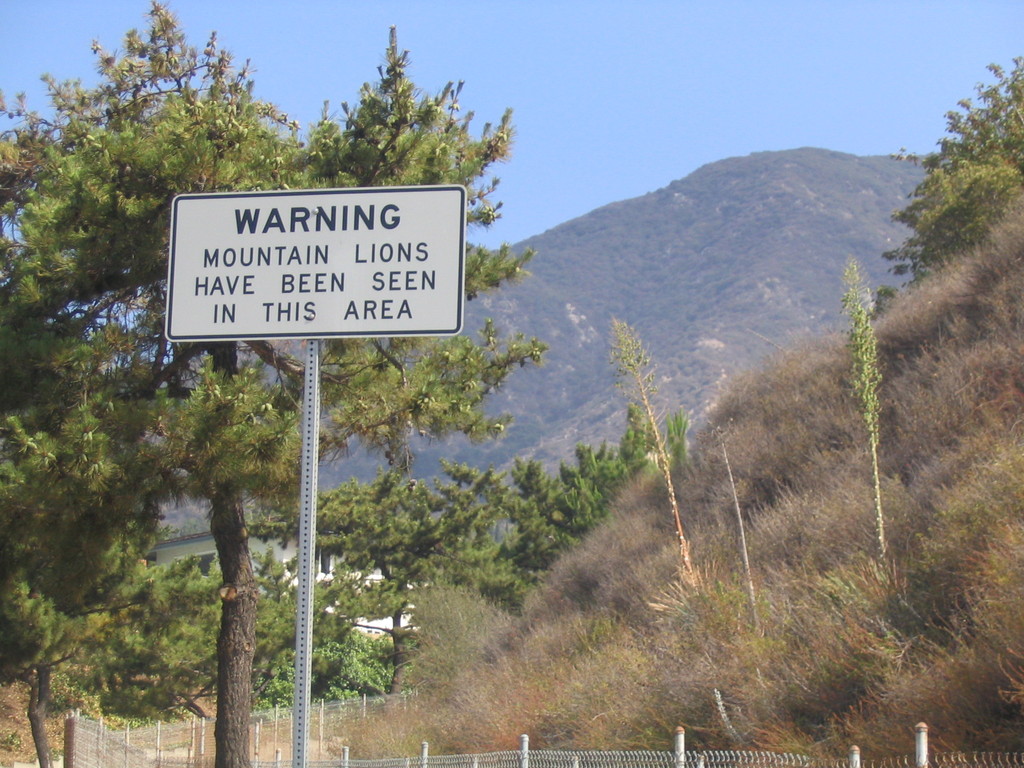 WARNING
MOUNTAIN LIONS
HAVE BEEN SEEN
IN THIS AREA